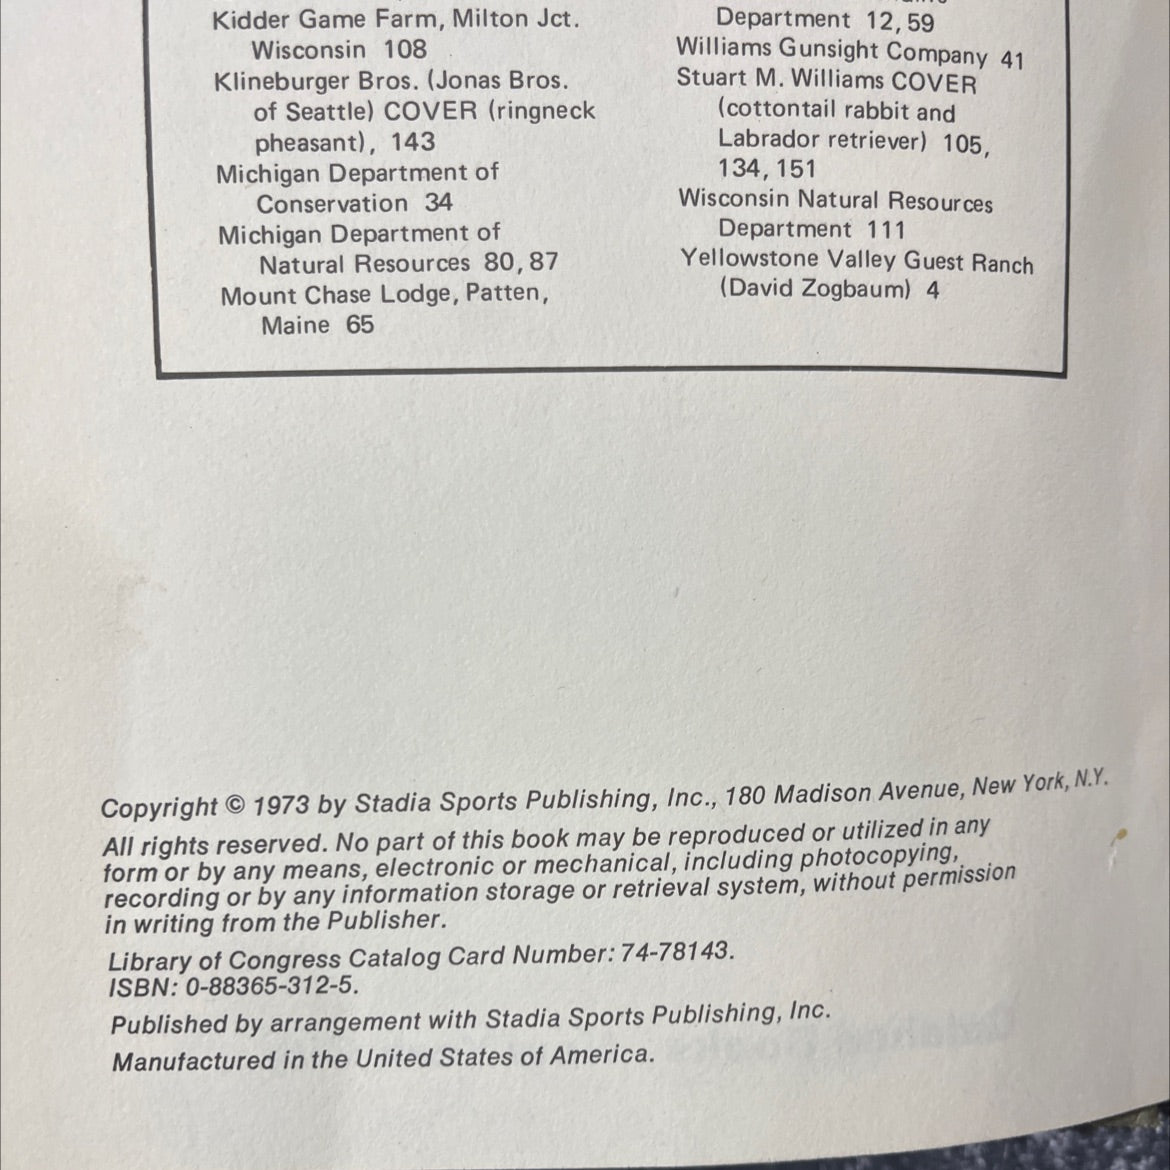 Kidder Game Farm, Milton Jct.
Wisconsin 108
Klineburger Bros. (Jonas Bros.
of Seattle) COVER (ringneck
pheasant), 143
Michigan Department of
Conservation 34
Michigan Department of
Natural Resources 80, 87
Mount Chase Lodge, Patten,
Maine 65
Department 12, 59
Williams Gunsight Company 41
Stuart M. Williams COVER
(cottontail rabbit and
Labrador retriever) 105,
134, 151
Wisconsin Natural Resources
Department 111
Yellowstone Valley Guest Ranch
(David Zogbaum) 4
Copyright © 1973 by Stadia Sports Publishing, Inc., 180 Madison Avenue, New York, N.Y.
All rights reserved. No part of this book may be reproduced or utilized in any
form or by any means, electronic or mechanical, including photocopying,
recording or by any information storage or retrieval system, without permission
in writing from the Publisher.
Library of Congress Catalog Card Number: 74-78143.
ISBN: 0-88365-312-5.
Published by arrangement with Stadia Sports Publishing, Inc.
Manufactured in the United States of America.